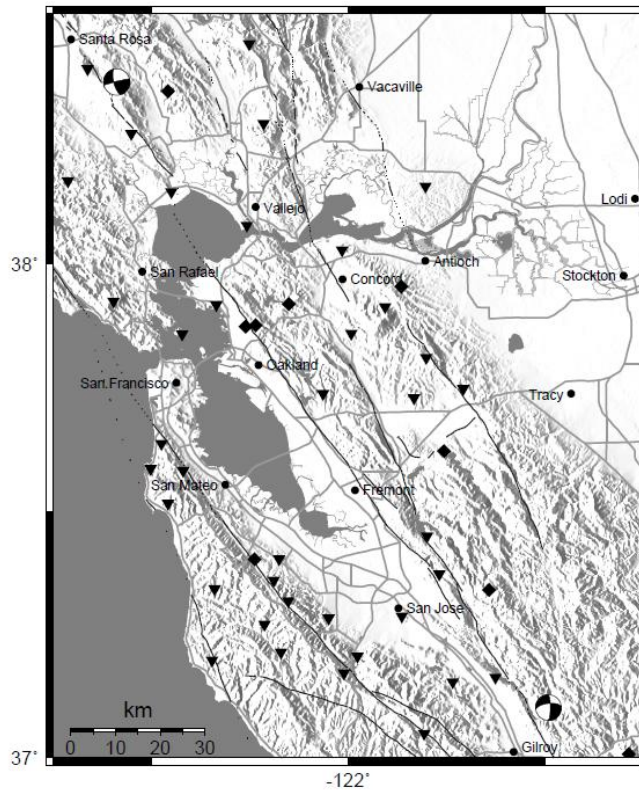 Santa Rosa
Vacaville
Lodi
Vallejo
38°
San Rafael
Antioch
Concord
Stockton
Oakland
San Francisco
Tracy
San Mateo
Fremont
San Jose
km
0 10 20 30
37°
Gilroy
-122°